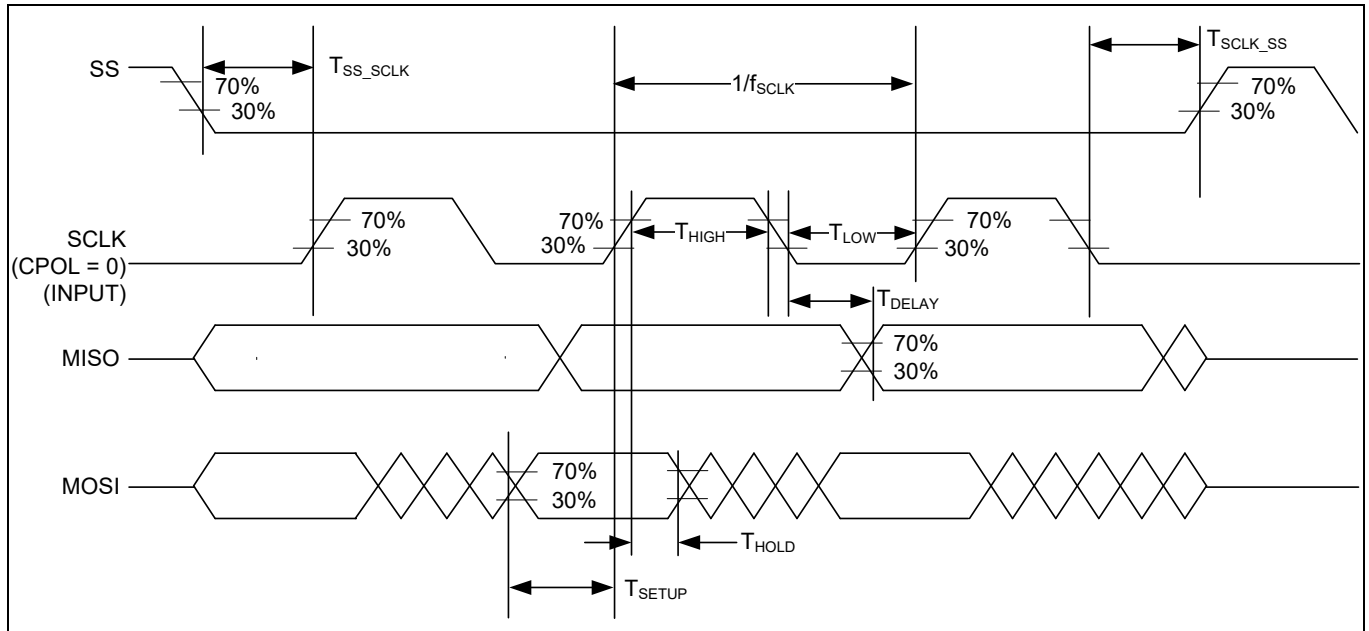 SS
70%
30%
T_SS_SCLK
1/f_SCLK
T_SCLK_SS
70%
30%
SCLK
(CPOL = 0)
(INPUT)
70%
30%
70%
30%
T_HIGH
T_LOW
70%
30%
T_DELAY
MISO
70%
30%
MOSI
70%
30%
T_HOLD
T_SETUP